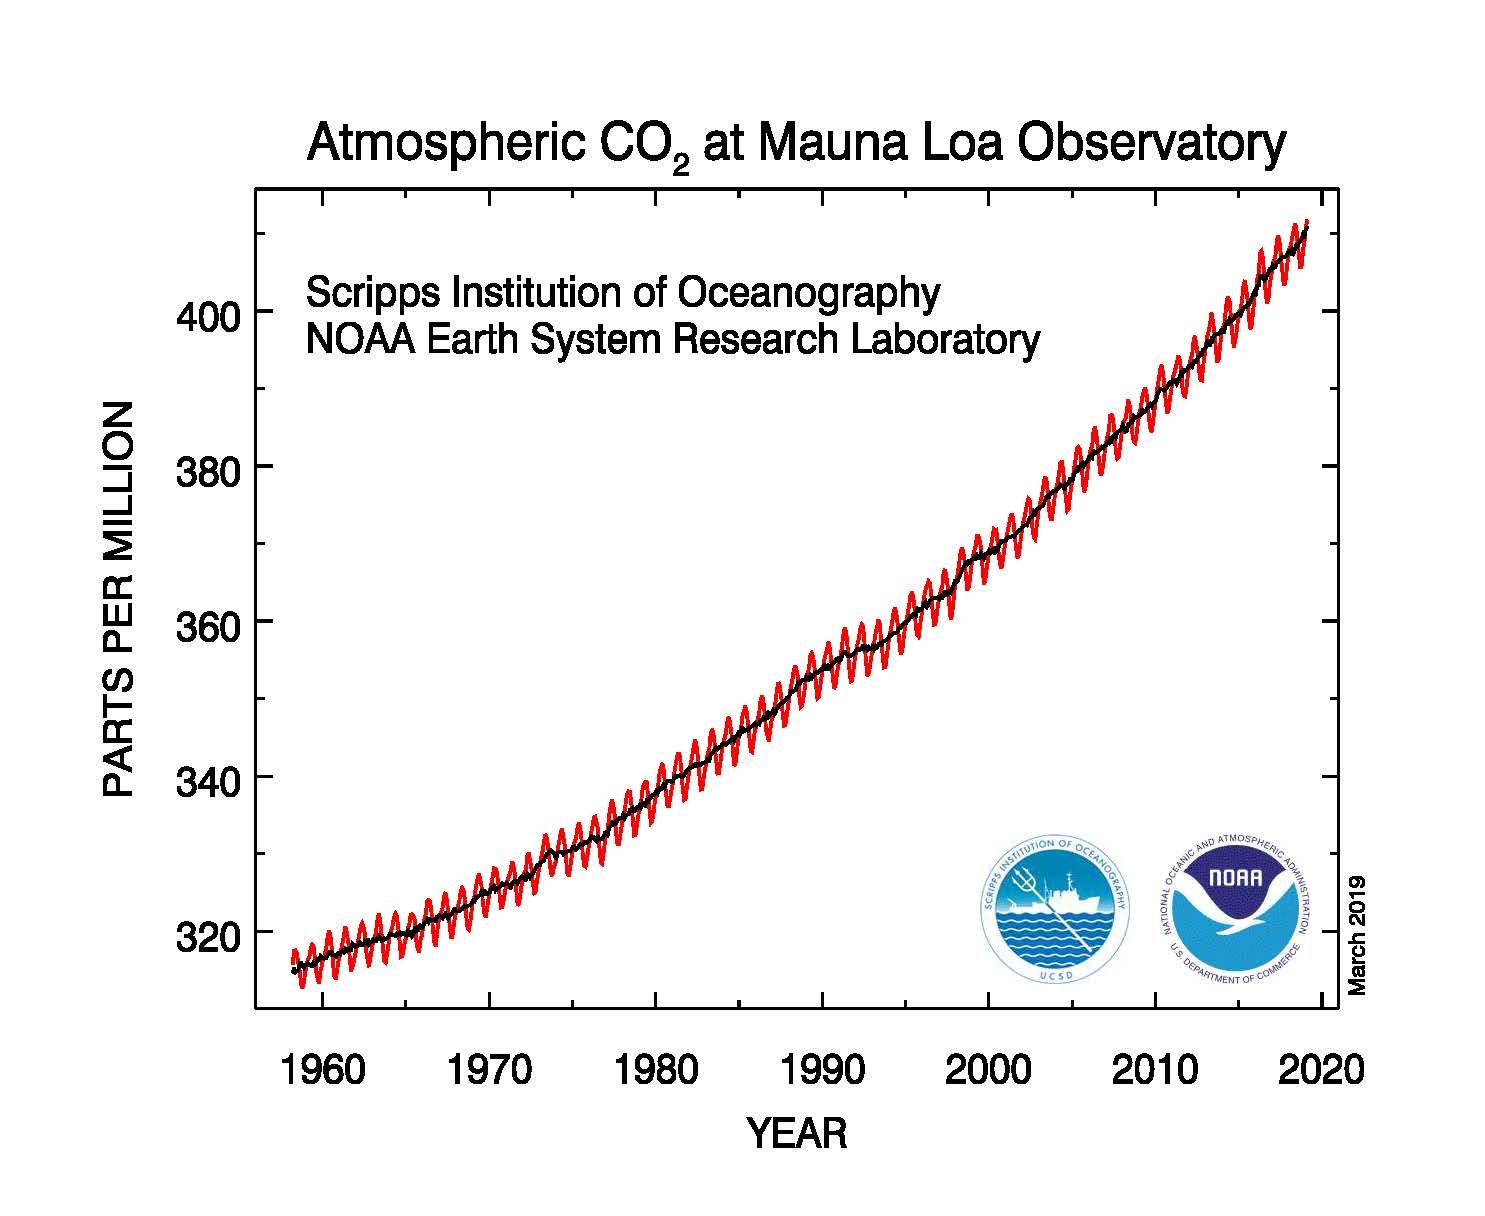 Atmospheric CO₂ at Mauna Loa Observatory
Scripps Institution of Oceanography
NOAA Earth System Research Laboratory
PARTS PER MILLION
400
380
360
340
320
1960 1970 1980 1990 2000 2010 2020
YEAR
SCRIPPS INSTITUTION OF OCEANOGRAPHY
UCSD
NATIONAL OCEANIC AND ATMOSPHERIC ADMINISTRATION
NOAA
U.S. DEPARTMENT OF COMMERCE
March 2019